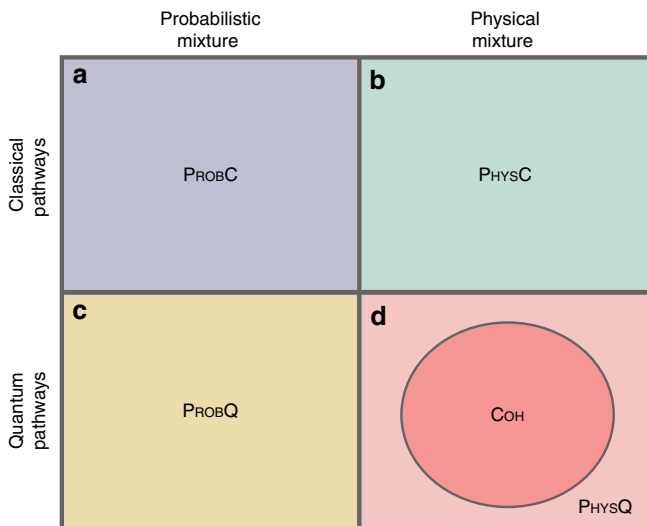 Probabilistic
mixture
Physical
mixture
Classical
pathways
a
PROBC
b
PHYSC
Quantum
pathways
c
PROBQ
d
COH
PHYSQ